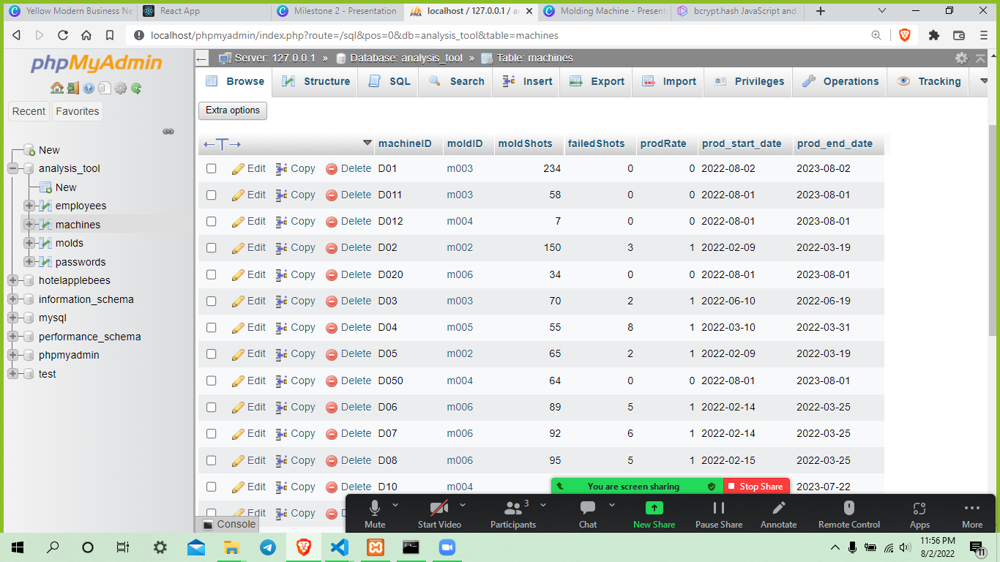 Yellow Modern Business Ne
React App
Milestone 2 - Presentation
localhost / 127.0.0.1 / a
Molding Machine - Present
bcrypt.hash JavaScript and
localhost/phpmyadmin/index.php?route=/sql&pos=0&db=analysis_tool&table=machines
phpMyAdmin
Recent Favorites
New
analysis_tool
New
employees
machines
molds
passwords
hotelapplebees
information_schema
mysql
performance_schema
phpmyadmin
test
Server: 127.0.0.1 » Database: analysis_tool » Table: machines
Browse Structure SQL Search Insert Export Import Privileges Operations Tracking
Extra options
machineID moldID moldShots failedShots prodRate prod_start_date prod_end_date
Edit Copy Delete D01 m003 234 0 0 2022-08-02 2023-08-02
Edit Copy Delete D011 m003 58 0 0 2022-08-01 2023-08-01
Edit Copy Delete D012 m004 7 0 0 2022-08-01 2023-08-01
Edit Copy Delete D02 m002 150 3 1 2022-02-09 2022-03-19
Edit Copy Delete D020 m006 34 0 0 2022-08-01 2023-08-01
Edit Copy Delete D03 m003 70 2 1 2022-06-10 2022-06-19
Edit Copy Delete D04 m005 55 8 1 2022-03-10 2022-03-31
Edit Copy Delete D05 m002 65 2 1 2022-02-09 2022-03-19
Edit Copy Delete D050 m004 64 0 0 2022-08-01 2023-08-01
Edit Copy Delete D06 m006 89 5 1 2022-02-14 2022-03-25
Edit Copy Delete D07 m006 92 6 1 2022-02-14 2022-03-25
Edit Copy Delete D08 m006 95 5 1 2022-02-15 2022-03-25
Edit Copy Delete D10 m004 2023-07-22
You are screen sharing Stop Share
Console
3
Mute Start Video Participants Chat New Share Pause Share Annotate Remote Control Apps More
11:56 PM
8/2/2022
11